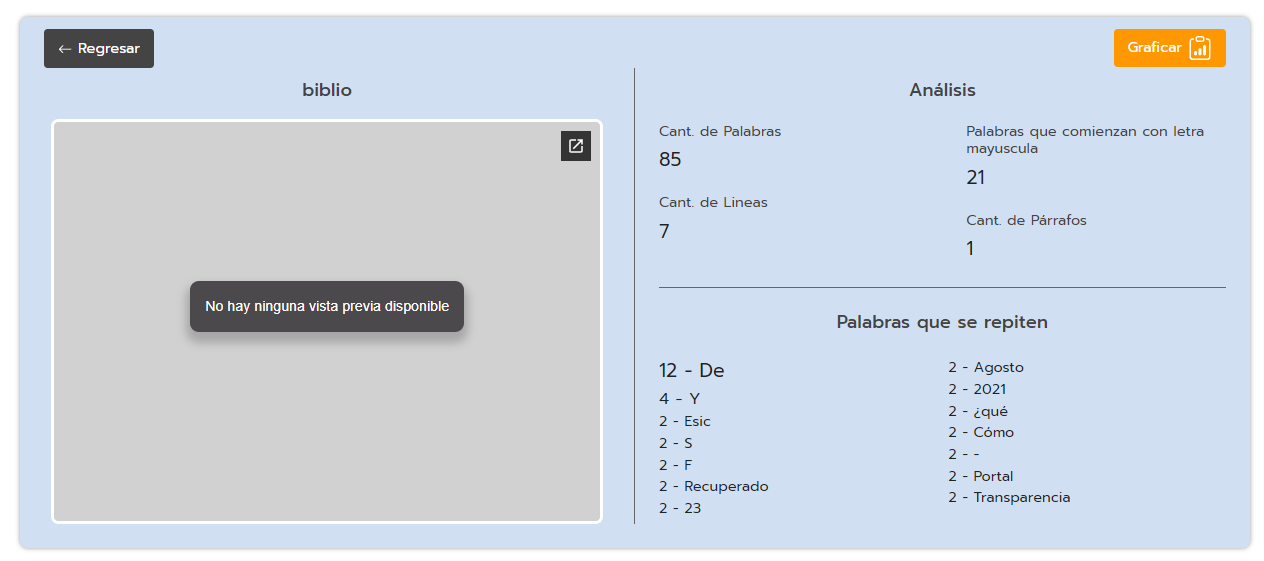 ← Regresar
Graficar
biblio
No hay ninguna vista previa disponible
Análisis
Cant. de Palabras
85
Cant. de Lineas
7
Palabras que comienzan con letra
mayuscula
21
Cant. de Párrafos
1
Palabras que se repiten
12 - De
4 - Y
2 - Esic
2 - S
2 - F
2 - Recuperado
2 - 23
2 - Agosto
2 - 2021
2 - ¿qué
2 - Cómo
2 - -
2 - Portal
2 - Transparencia